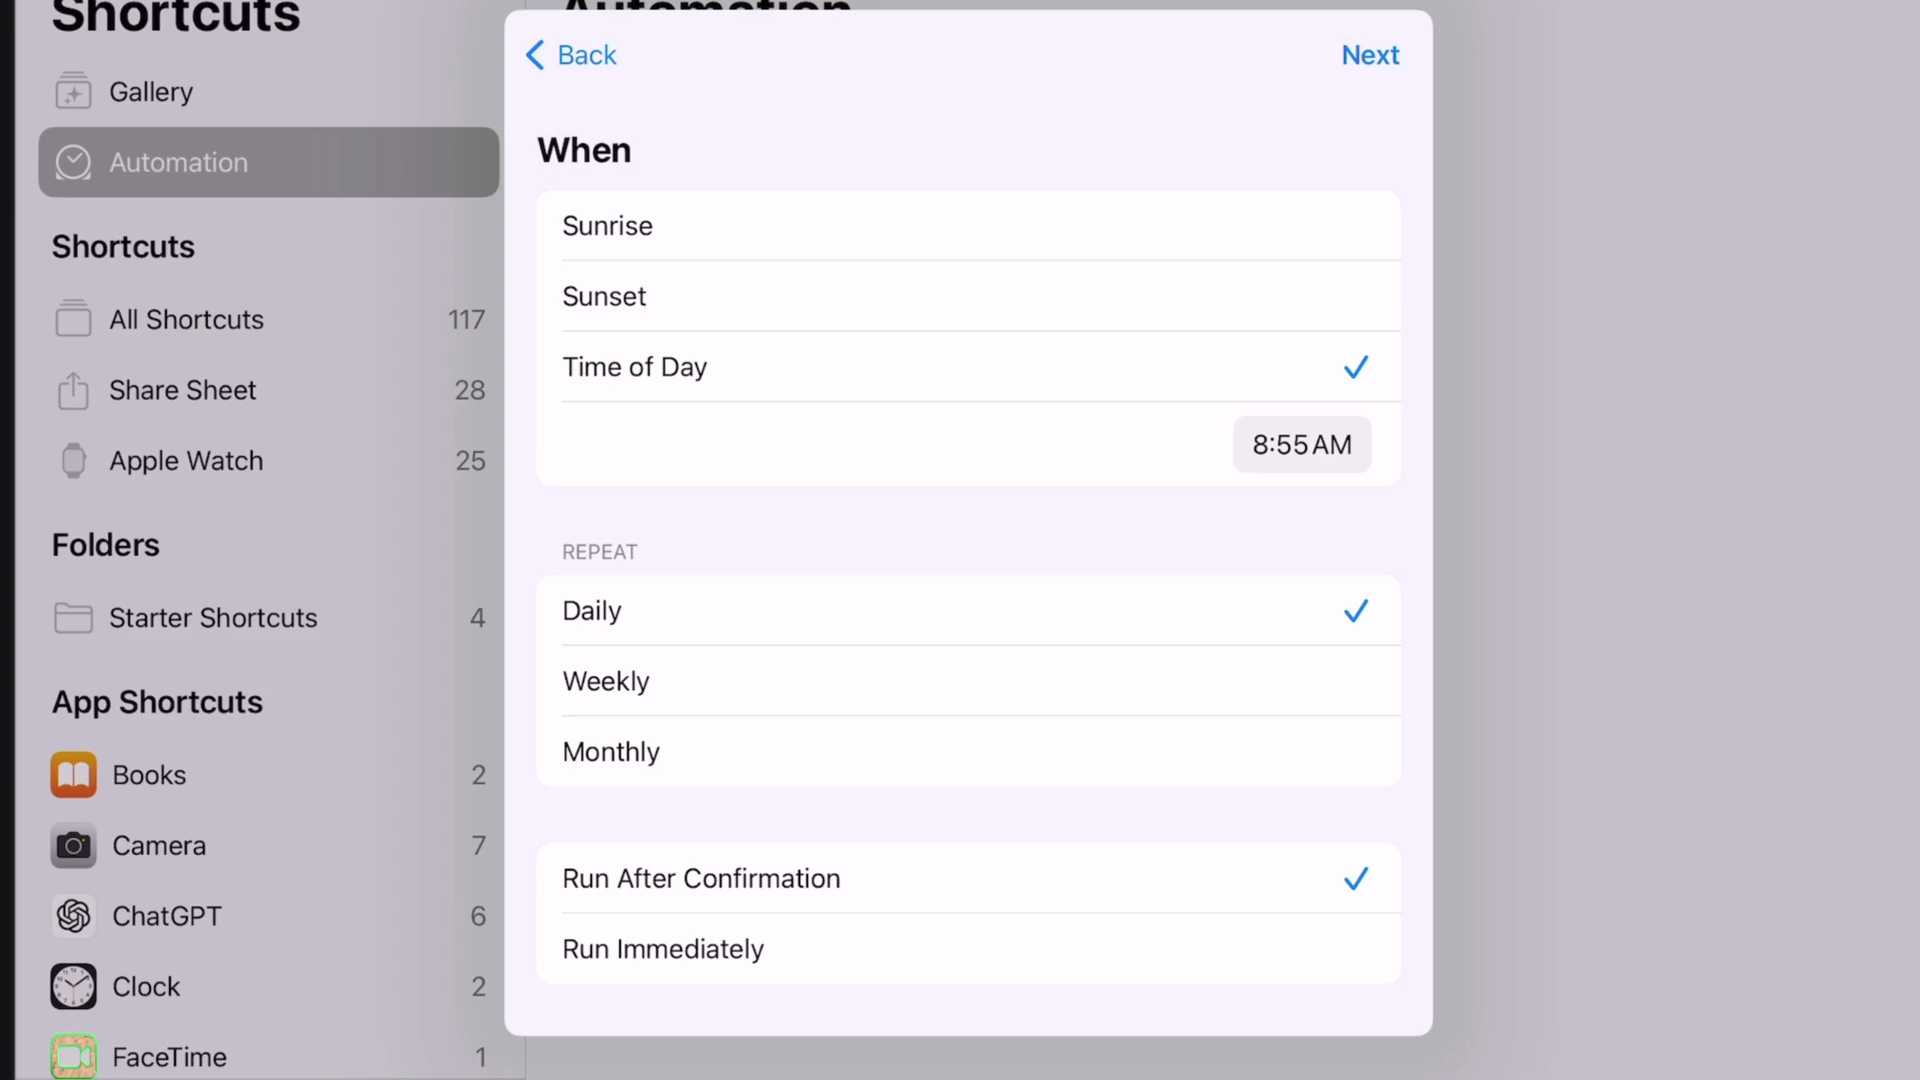 Shortcuts
Gallery
Automation
Shortcuts
All Shortcuts 117
Share Sheet 28
Apple Watch 25
Folders
Starter Shortcuts 4
App Shortcuts
Books 2
Camera 7
ChatGPT 6
Clock 2
FaceTime 1
Automation
Back
Next
When
Sunrise
Sunset
Time of Day
8:55 AM
REPEAT
Daily
Weekly
Monthly
Run After Confirmation
Run Immediately